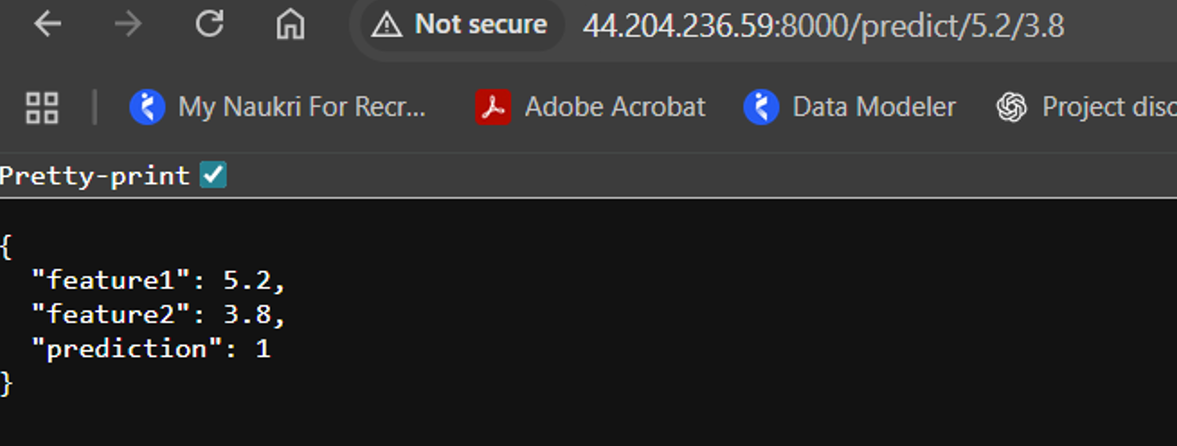 Not secure 44.204.236.59:8000/predict/5.2/3.8
My Naukri For Recr... Adobe Acrobat Data Modeler Project disc
Pretty-print
{
"feature1": 5.2,
"feature2": 3.8,
"prediction": 1
}